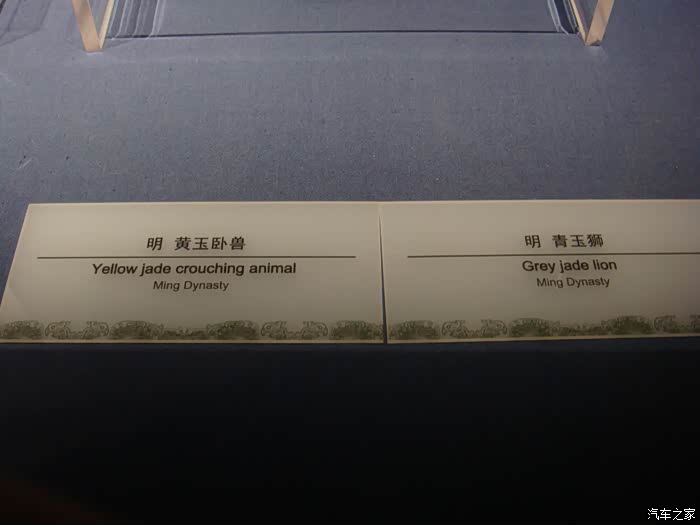 明 黄玉卧兽
Yellow jade crouching animal
Ming Dynasty
明 青玉狮
Grey jade lion
Ming Dynasty
汽车之家